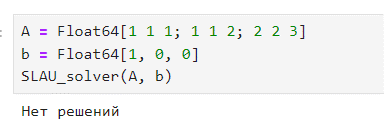 A = Float64[1 1 1; 1 1 2; 2 2 3]
b = Float64[1, 0, 0]
SLAU_solver(A, b)
Нет решений